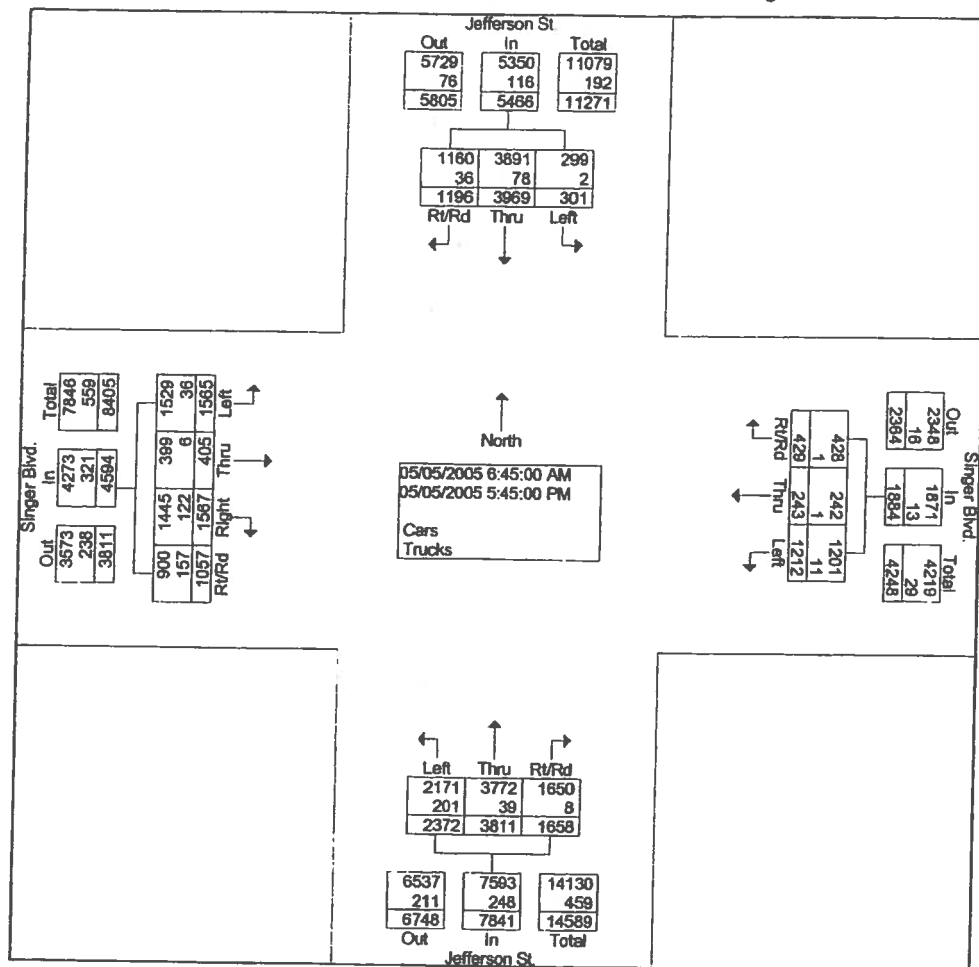 Jefferson St.
Out In Total
5729 5350 11079
76 116 192
5805 5466 11271
1160 3891 299
36 78 2
1196 3969 301
Rt/Rd Thru Left
Singer Blvd.
Total In Out
7846 4273 3573
559 321 238
8405 4594 3811
1529 399 1445 900
36 6 122 157
1565 405 1567 1057
Left Thru Right Rt/Rd
North
05/05/2005 6:45:00 AM
05/05/2005 5:45:00 PM
Cars
Trucks
Rt/Rd Thru Left
429 243 1212
1 1 11
428 242 1201
Out In Total
2364 1884 4248
16 13 29
2348 1871 4219
Singer Blvd.
Left Thru Rt/Rd
2171 3772 1650
201 39 8
2372 3811 1658
6537 7593 14130
211 248 459
6748 7841 14589
Out In Total
Jefferson St.